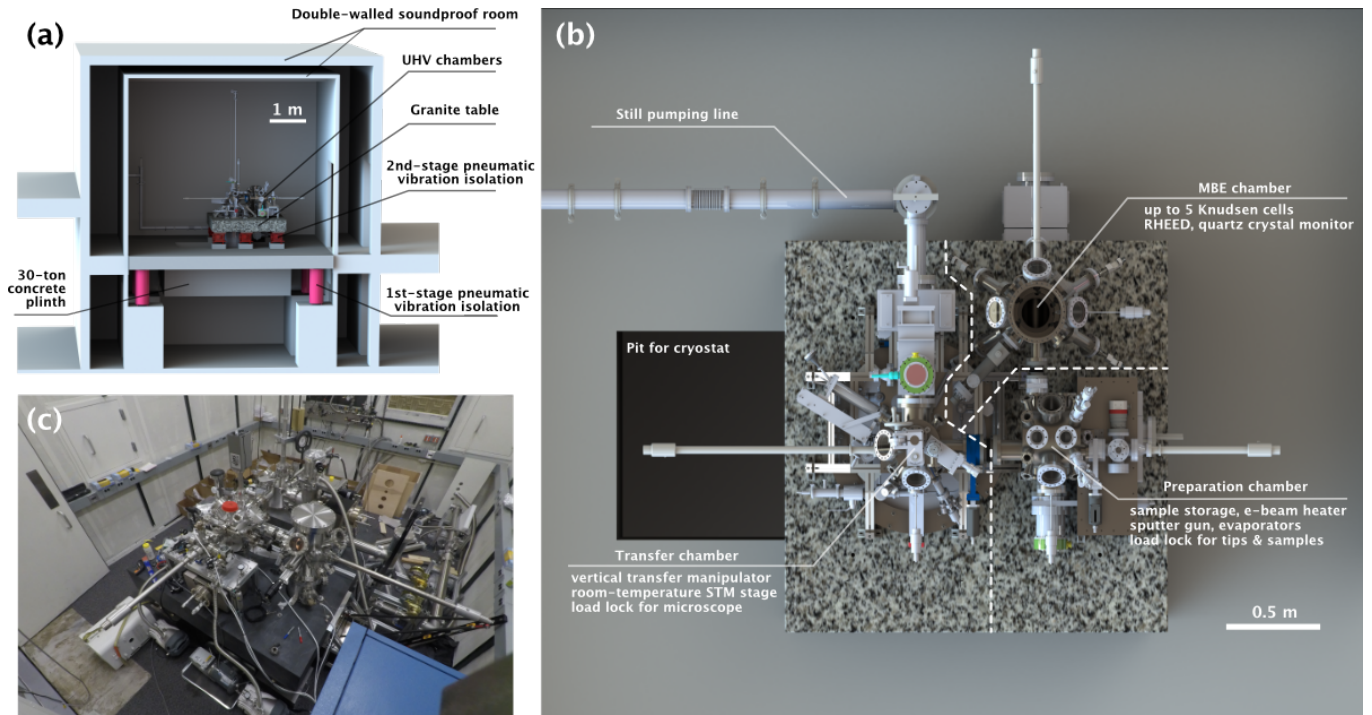 (a)
Double-walled soundproof room
UHV chambers
1 m
Granite table
2nd-stage pneumatic
vibration isolation
30-ton
concrete
plinth
1st-stage pneumatic
vibration isolation
(b)
Still pumping line
MBE chamber
up to 5 Knudsen cells
RHEED, quartz crystal monitor
Pit for cryostat
Preparation chamber
sample storage, e-beam heater
sputter gun, evaporators
load lock for tips & samples
Transfer chamber
vertical transfer manipulator
room-temperature STM stage
load lock for microscope
0.5 m
(c)